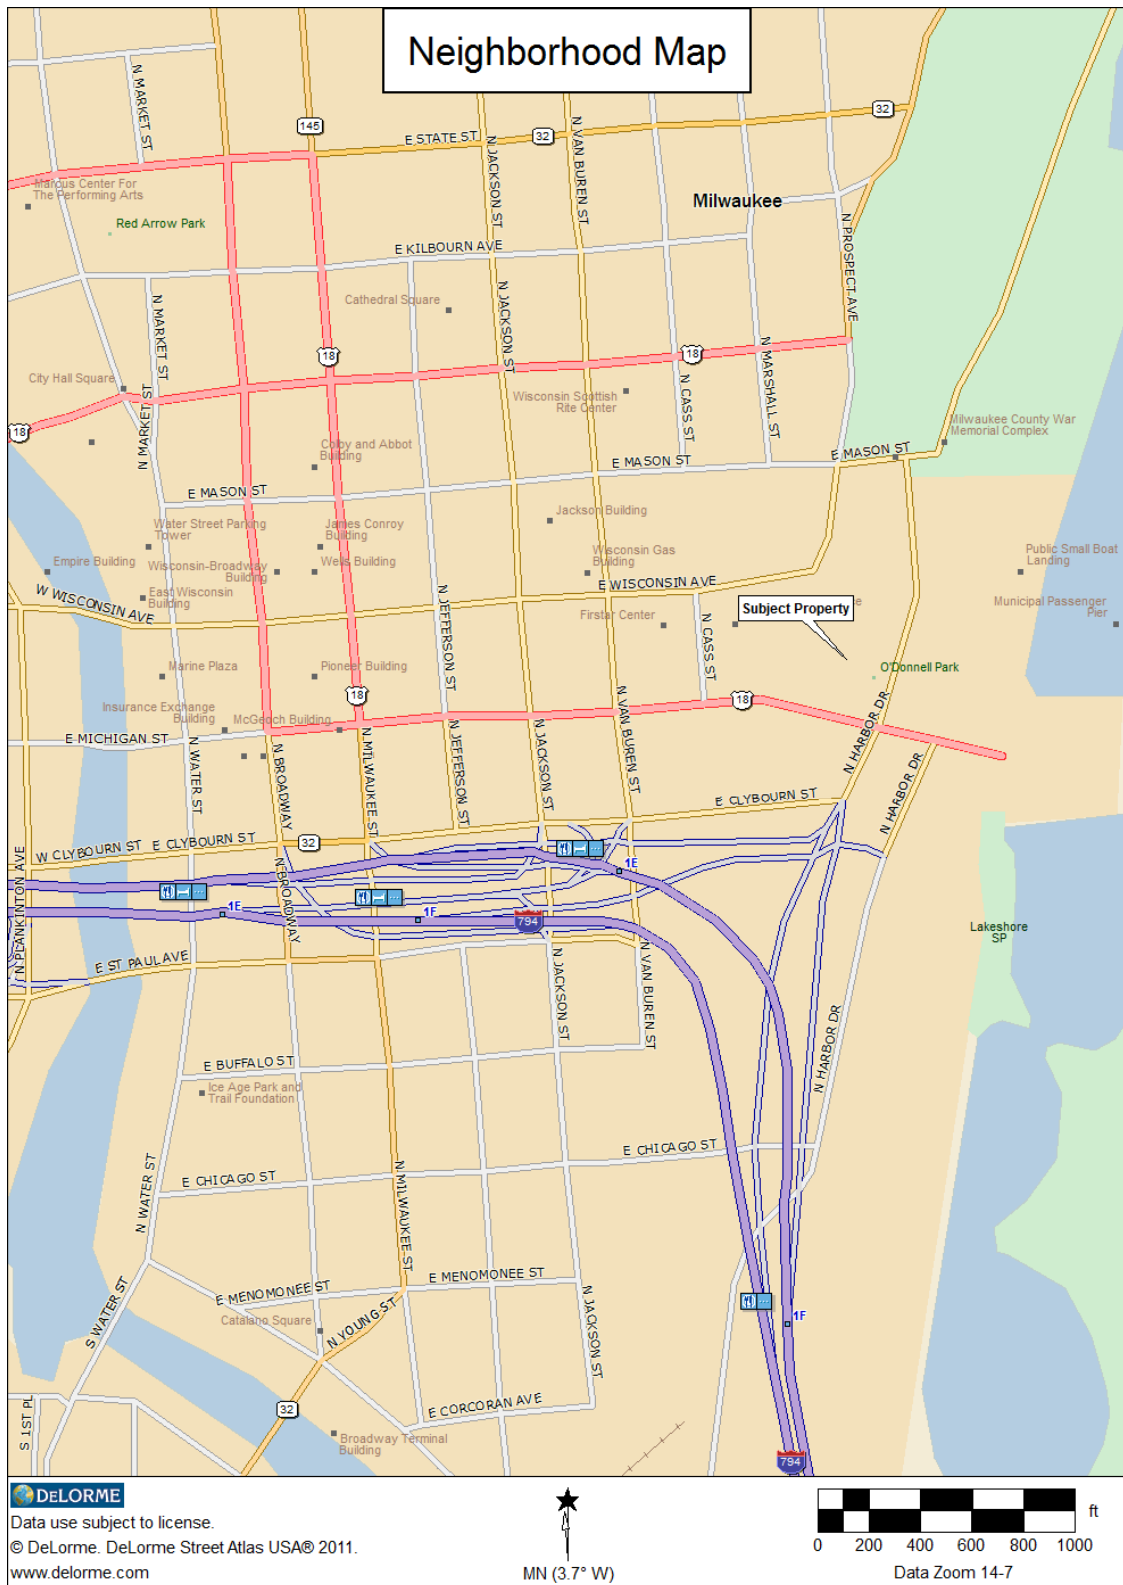 Neighborhood Map
N MARKET ST
145
E STATE ST
32
32
N JACKSON ST
N VAN BUREN ST
Marcus Center For
The Performing Arts
Red Arrow Park
Milwaukee
N PROSPECT AVE
E KILBOURN AVE
N MARKET ST
Cathedral Square
N JACKSON ST
18
18
N MARSHALL ST
City Hall Square
N MARKET ST
Wisconsin Scottish
Rite Center
N CASS ST
18
Colby and Abbot
Building
Milwaukee County War
Memorial Complex
E MASON ST
E MASON ST
E MASON ST
Jackson Building
Water Street Parking
Tower
James Conroy
Building
Empire Building
Wisconsin-Broadway
Building
Wells Building
Wisconsin Gas
Building
Public Small Boat
Landing
E WISCONSIN AVE
W WISCONSIN AVE
East Wisconsin
Building
N JEFFERSON ST
Firstar Center
N CASS ST
Subject Property
Municipal Passenger
Pier
Marine Plaza
Pioneer Building
O'Donnell Park
18
18
Insurance Exchange
Building
McGeoch Building
N VAN BUREN ST
N HARBOR DR
E MICHIGAN ST
N WATER ST
N BROADWAY
N MILWAUKEE ST
N JEFFERSON ST
N JACKSON ST
N HARBOR DR
E CLYBOURN ST
W CLYBOURN ST
E CLYBOURN ST
32
N PLANKINTON AVE
N BROADWAY
1E
1E
1F
794
Lakeshore
SP
E ST PAUL AVE
N JACKSON ST
N VAN BUREN ST
N HARBOR DR
E BUFFALO ST
Ice Age Park and
Trail Foundation
E CHICAGO ST
E CHICAGO ST
N WATER ST
N MILWAUKEE ST
E MENOMONEE ST
E MENOMONEE ST
S WATER ST
Catalano Square
N YOUNG ST
N JACKSON ST
1F
32
E CORCORAN AVE
S 1ST PL
Broadway Terminal
Building
794
DELORME
Data use subject to license.
© DeLorme. DeLorme Street Atlas USA® 2011.
www.delorme.com
MN (3.7° W)
ft
0 200 400 600 800 1000
Data Zoom 14-7